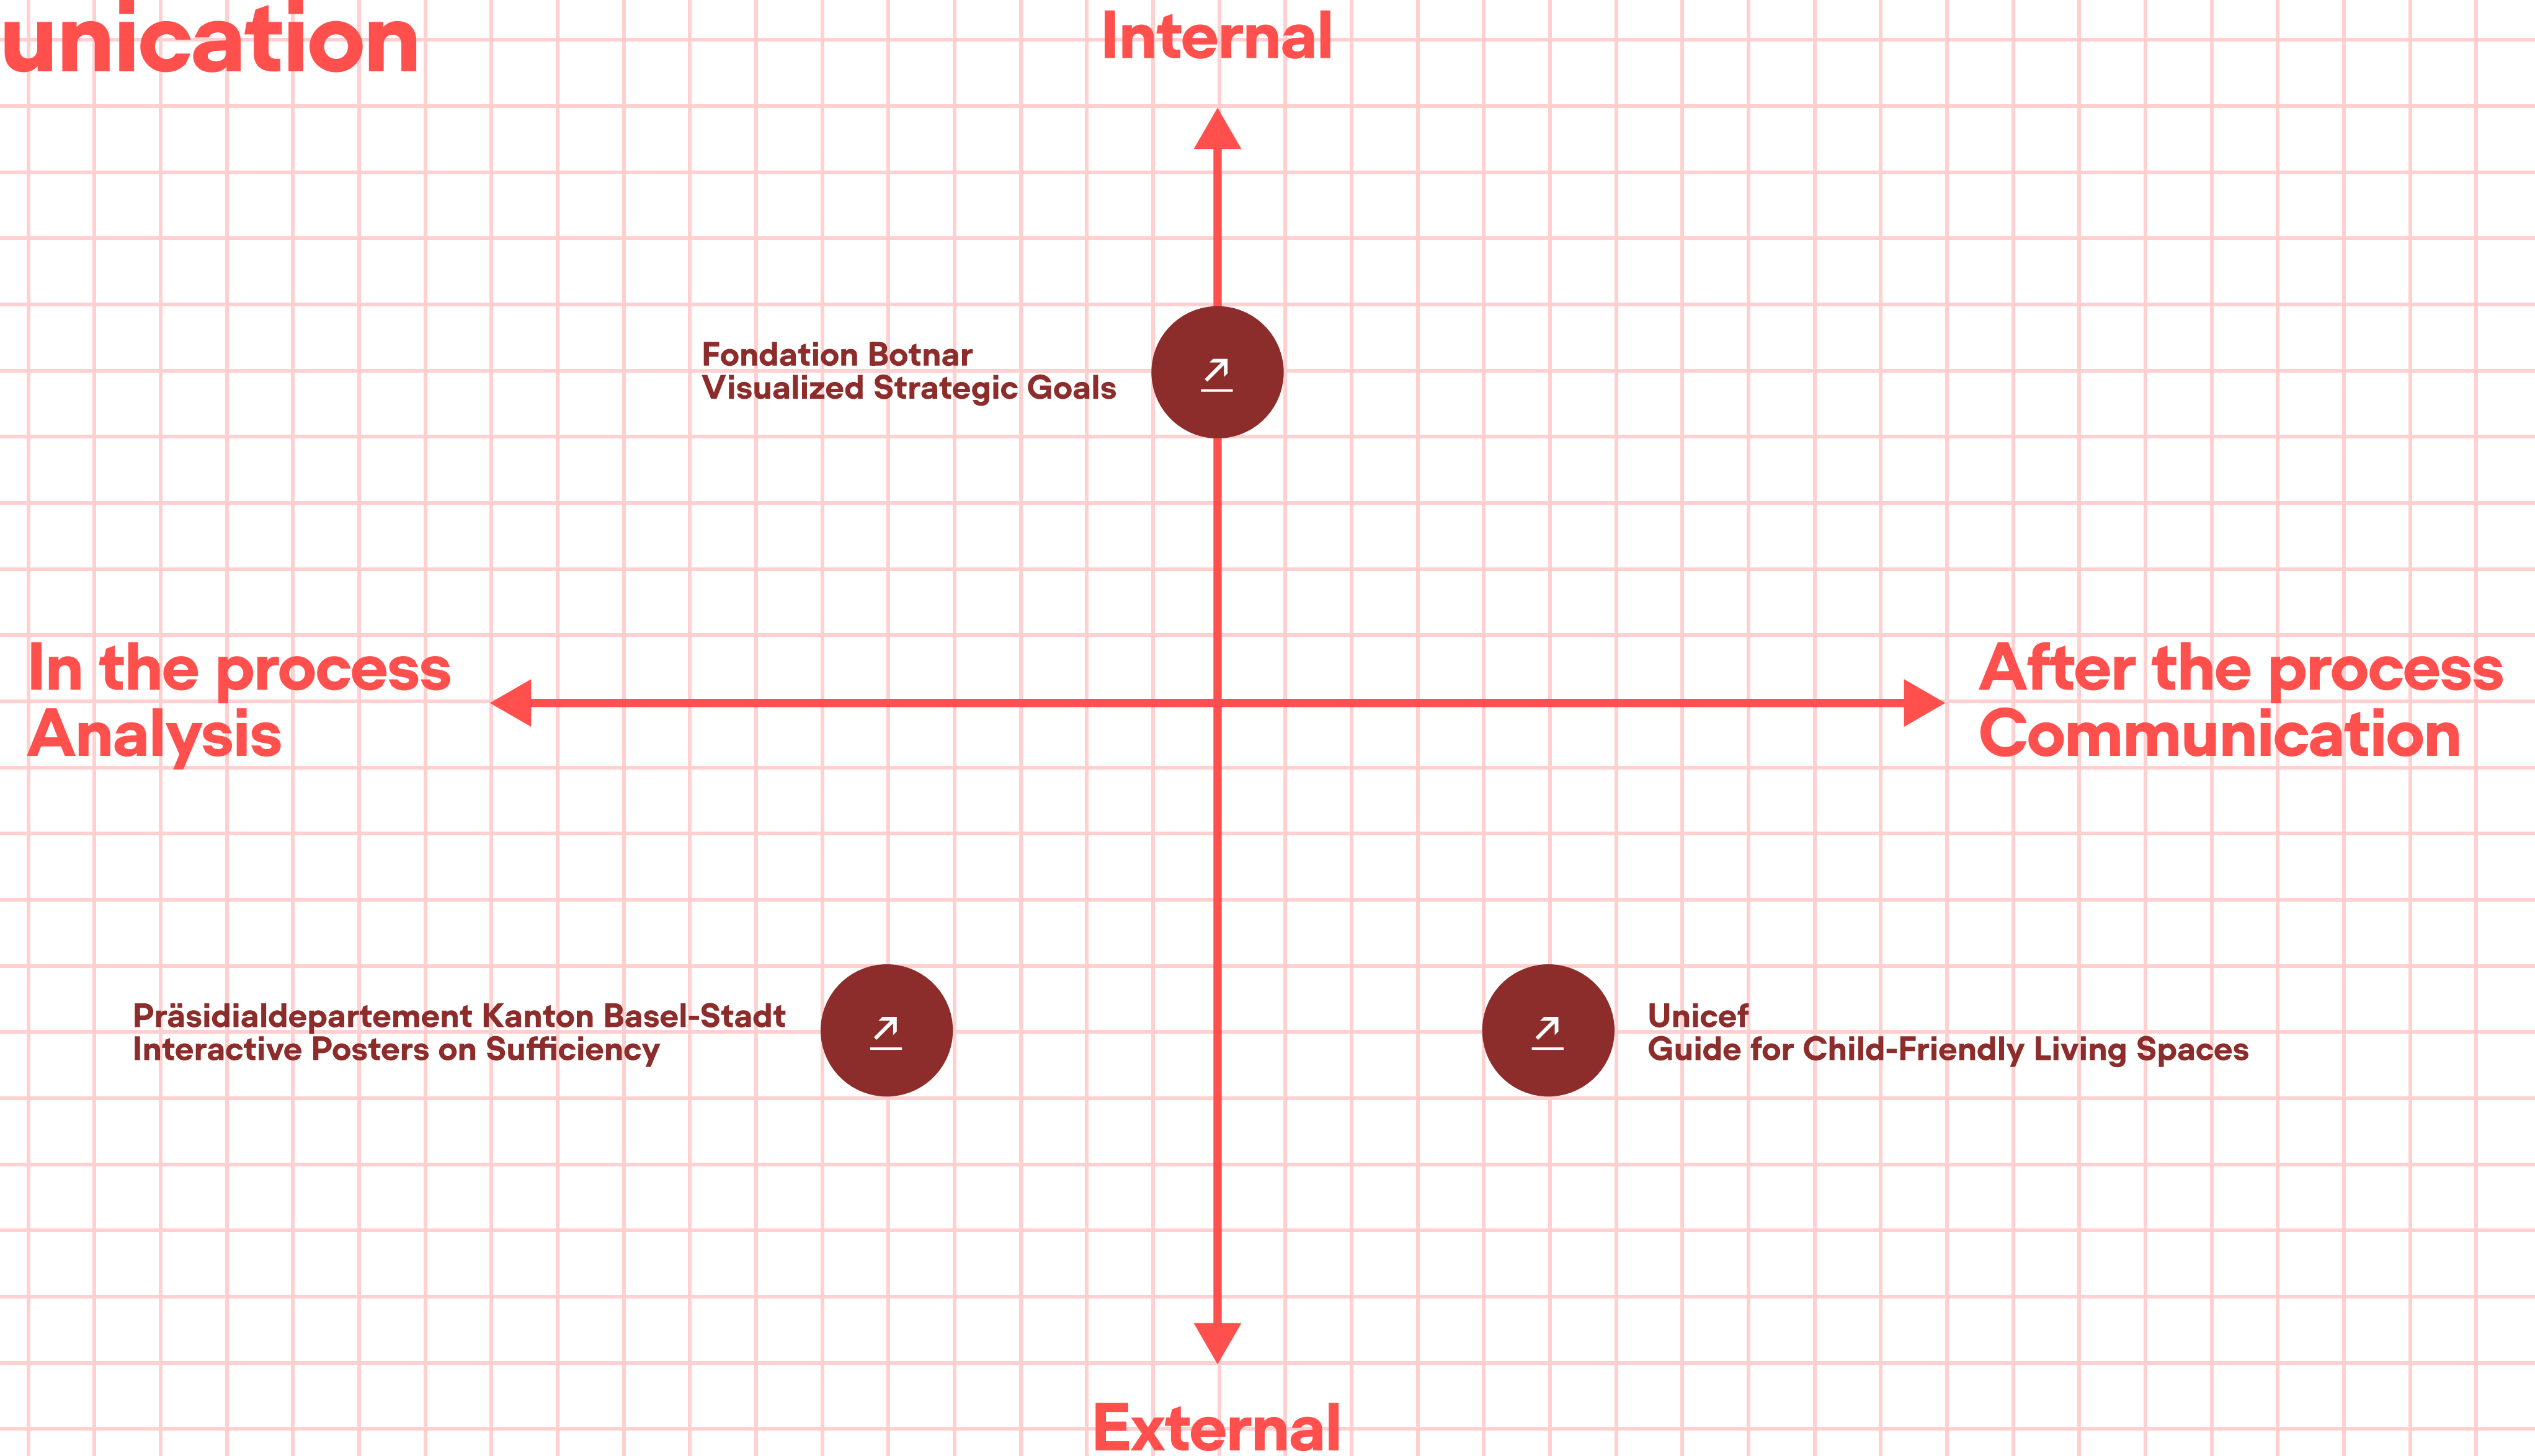 unication
Internal
Fondation Botnar
Visualized Strategic Goals
In the process
Analysis
After the process
Communication
Präsidialdepartement Kanton Basel-Stadt
Interactive Posters on Sufficiency
Unicef
Guide for Child-Friendly Living Spaces
External